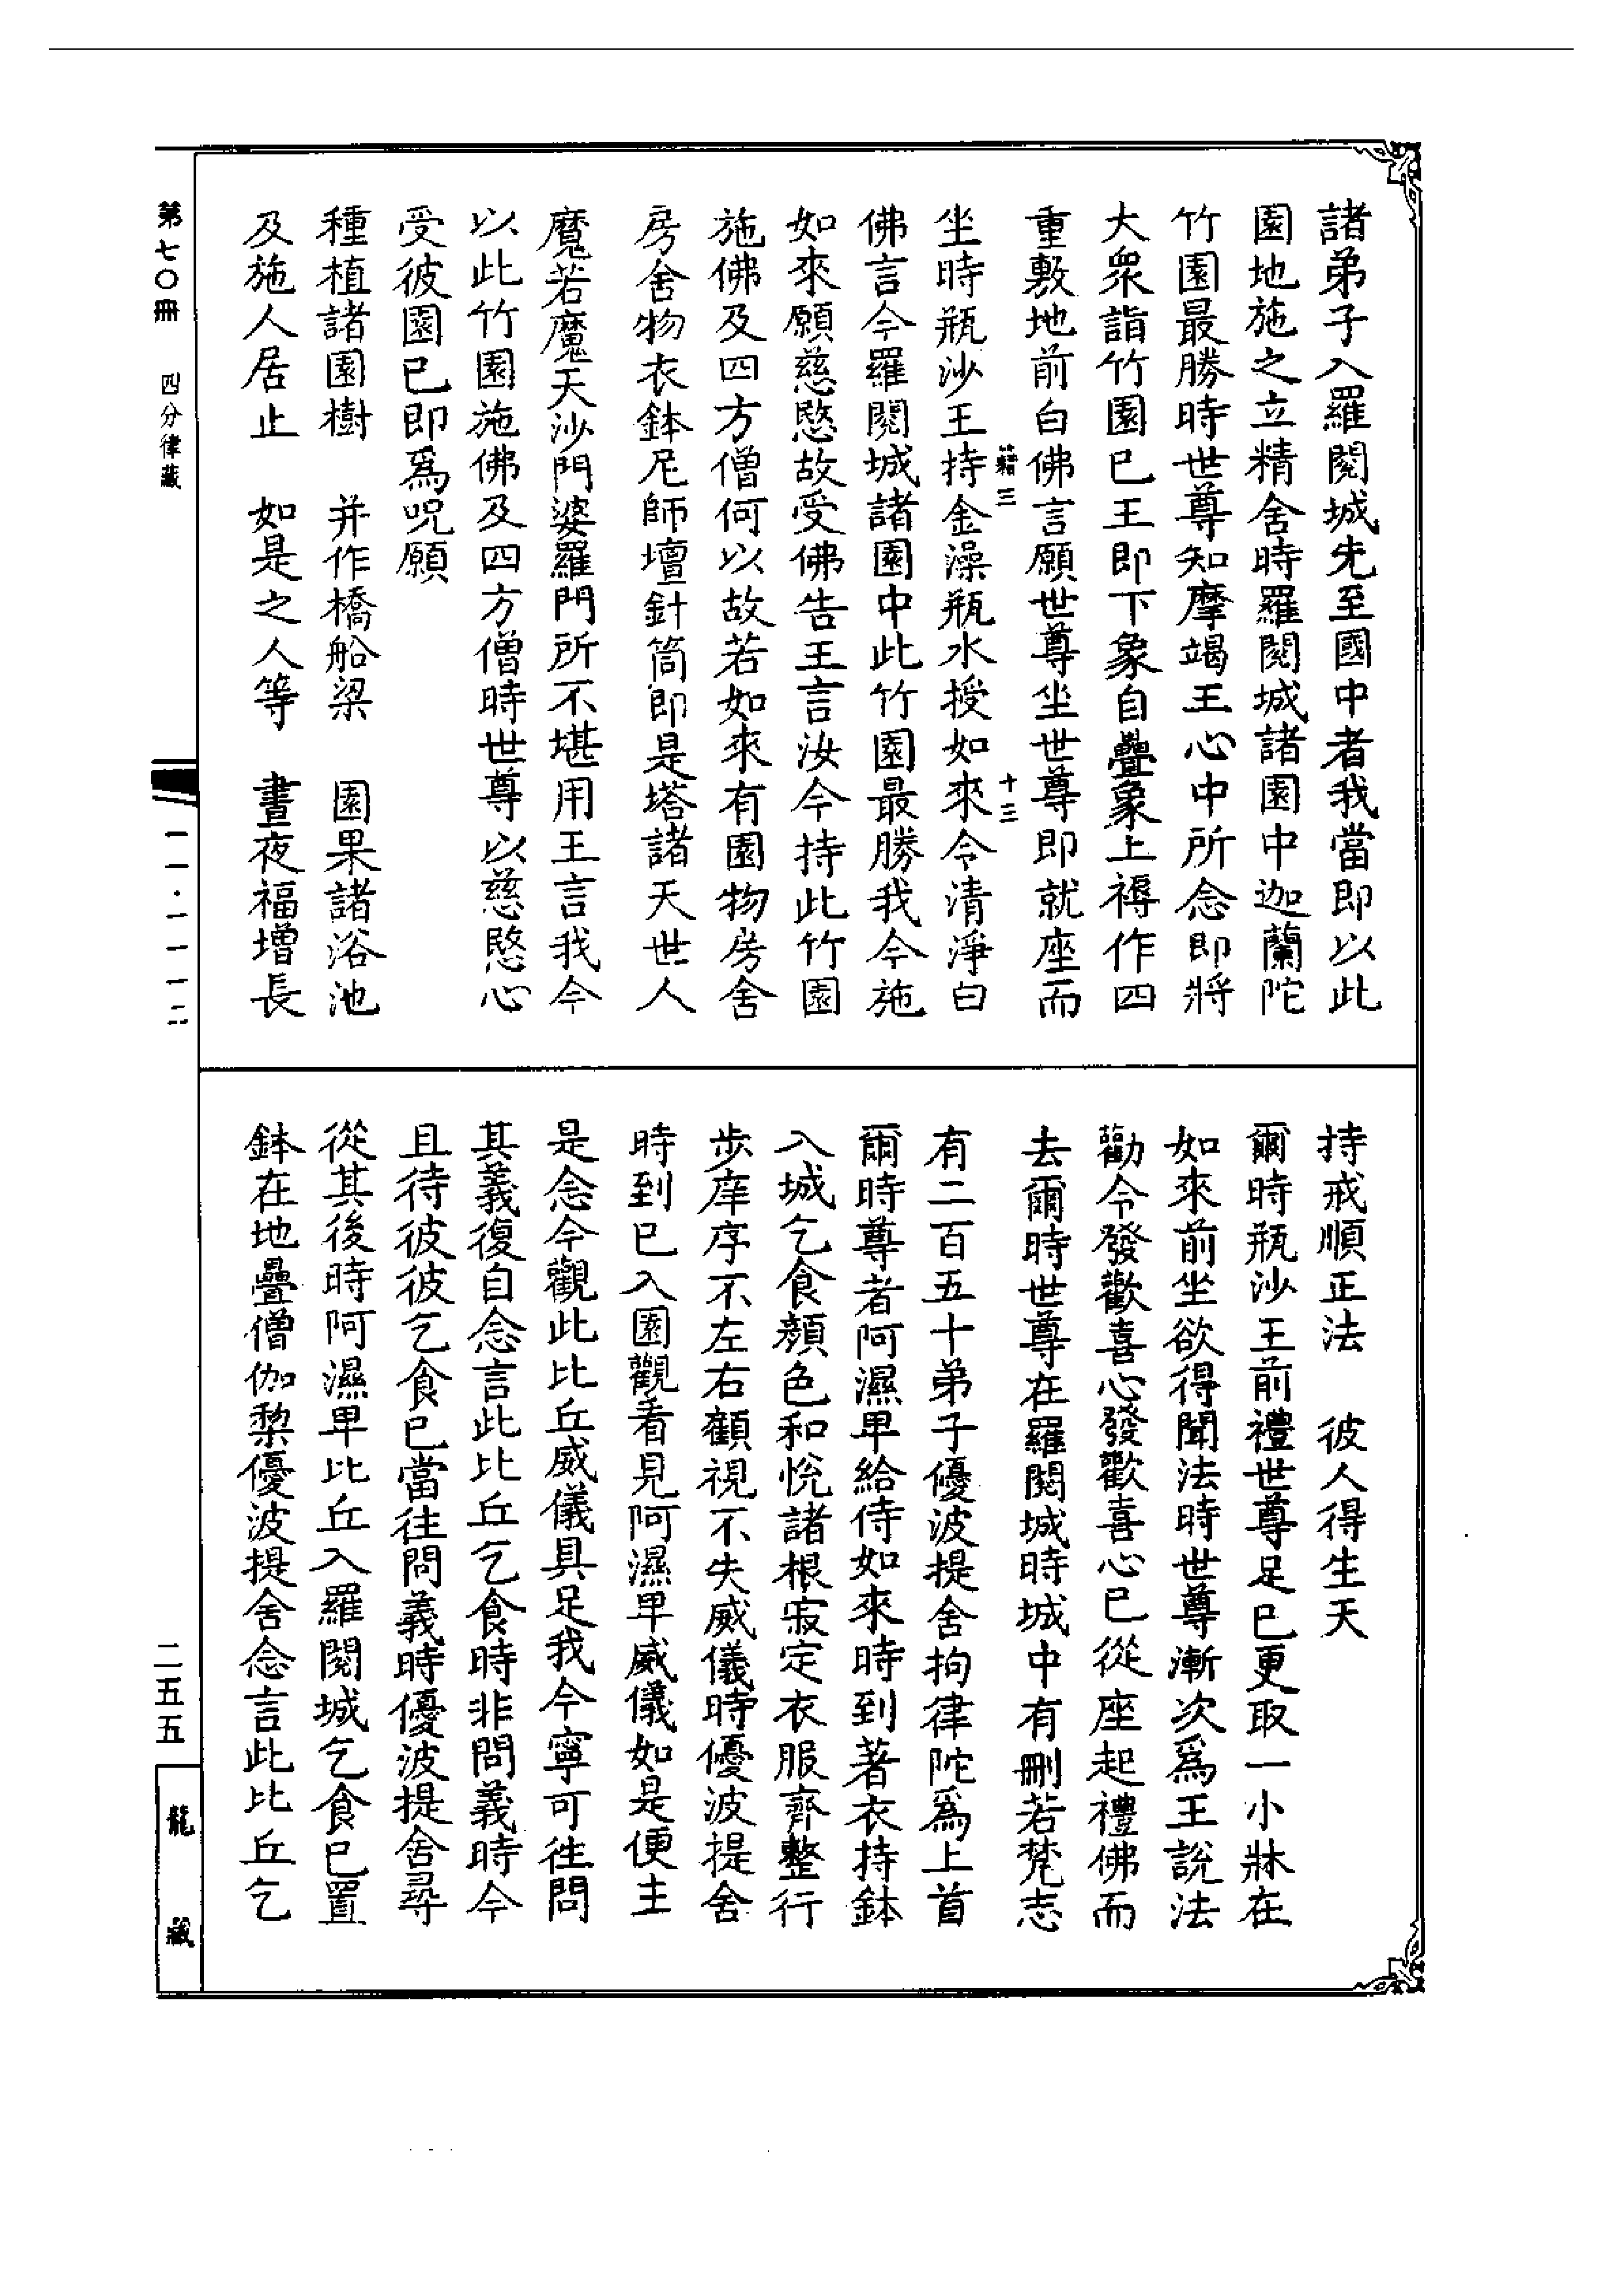 諸弟子入羅閱城先至國中者我當即以此
園地施之立精舍時羅閱城諸園中迦蘭陀
竹園最勝時世尊知摩竭王心中所念即將
大眾詣竹園已王即下象自疊象上褥作四
重敷地前白佛言願世尊坐世尊即就座而
籍三 十三
坐時瓶沙王持金澡瓶水授如來令清淨白
佛言今羅閱城諸園中此竹園最勝我今施
如來願慈愍故受佛告王言汝今持此竹園
施佛及四方僧何以故若如來有園物房舍
房舍物衣鉢尼師壇針筒即是塔諸天世人
魔若魔天沙門婆羅門所不堪用王言我今
以此竹園施佛及四方僧時世尊以慈愍心
受彼園已即為呪願
種植諸園樹 并作橋船梁 園果諸浴池
及施人居止 如是之人等 晝夜福增長
持戒順正法 彼人得生天
爾時瓶沙王前禮世尊足已更取一小牀在
如來前坐欲得聞法時世尊漸次為王說法
勸令發歡喜心發歡喜心已從座起禮佛而
去爾時世尊在羅閱城時城中有刪若梵志
有二百五十弟子優波提舍拘律陀為上首
爾時尊者阿濕卑給侍如來時到著衣持鉢
入城乞食顏色和悅諸根寂定衣服齊整行
步庠序不左右顧視不失威儀時優波提舍
時到已入園觀看見阿濕卑威儀如是便生
是念今觀此比丘威儀具足我今寧可往問
其義復自念言此比丘乞食時非問義時今
且待彼彼乞食已當往問義時優波提舍尋
從其後時阿濕卑比丘入羅閱城乞食已置
鉢在地疊僧伽梨優波提舍念言此比丘乞
第七〇冊 四分律藏
一一·一一一二
二五五
龍藏